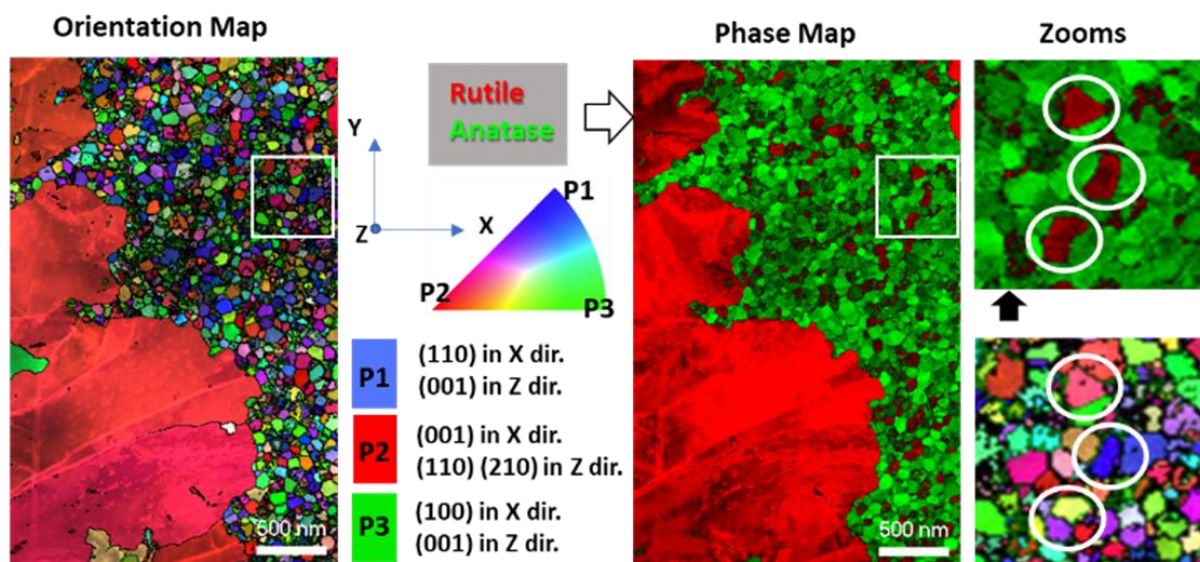 Orientation Map
Phase Map
Zooms
Rutile
Anatase
Y
Z
X
P1
P2
P3
P1
(110) in X dir.
(001) in Z dir.
P2
(001) in X dir.
(110) (210) in Z dir.
P3
(100) in X dir.
(001) in Z dir.
500 nm
500 nm